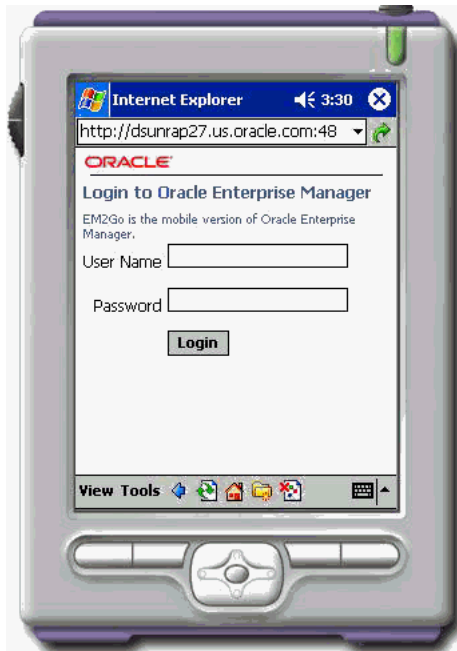 Internet Explorer 3:30
http://dsunrap27.us.oracle.com:48
ORACLE
Login to Oracle Enterprise Manager
EM2Go is the mobile version of Oracle Enterprise
Manager.
User Name
Password
Login
View Tools